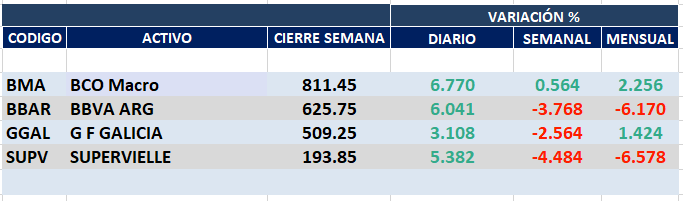 VARIACIÓN %
CODIGO ACTIVO CIERRE SEMANA DIARIO SEMANAL MENSUAL
BMA BCO Macro 811.45 6.770 0.564 2.256
BBAR BBVA ARG 625.75 6.041 -3.768 -6.170
GGAL G F GALICIA 509.25 3.108 -2.564 1.424
SUPV SUPERVIELLE 193.85 5.382 -4.484 -6.578